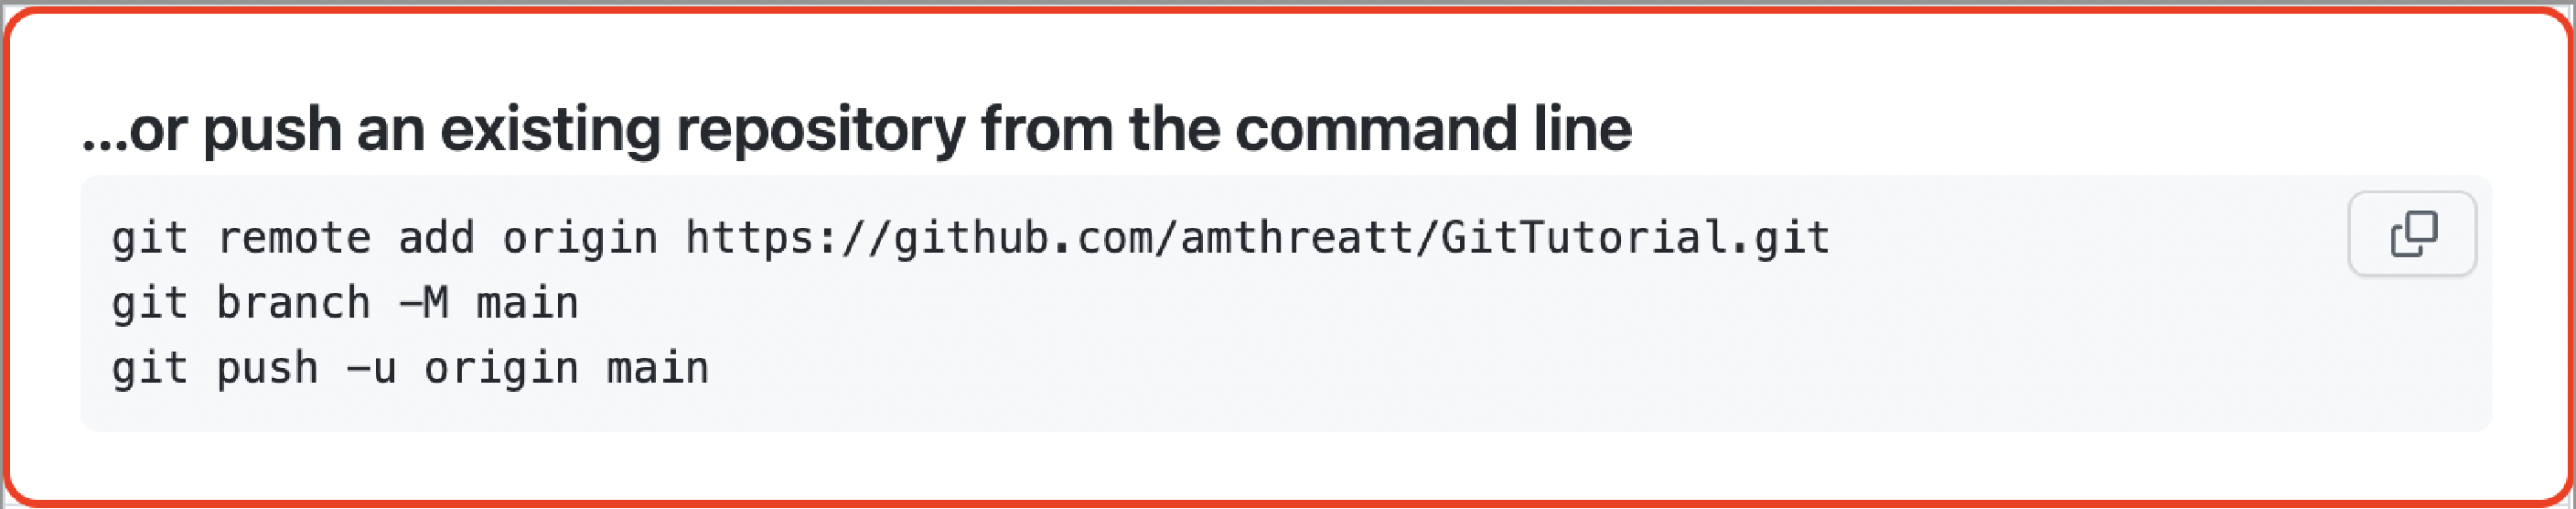 ...or push an existing repository from the command line
git remote add origin https://github.com/amthreatt/GitTutorial.git
git branch -M main
git push -u origin main